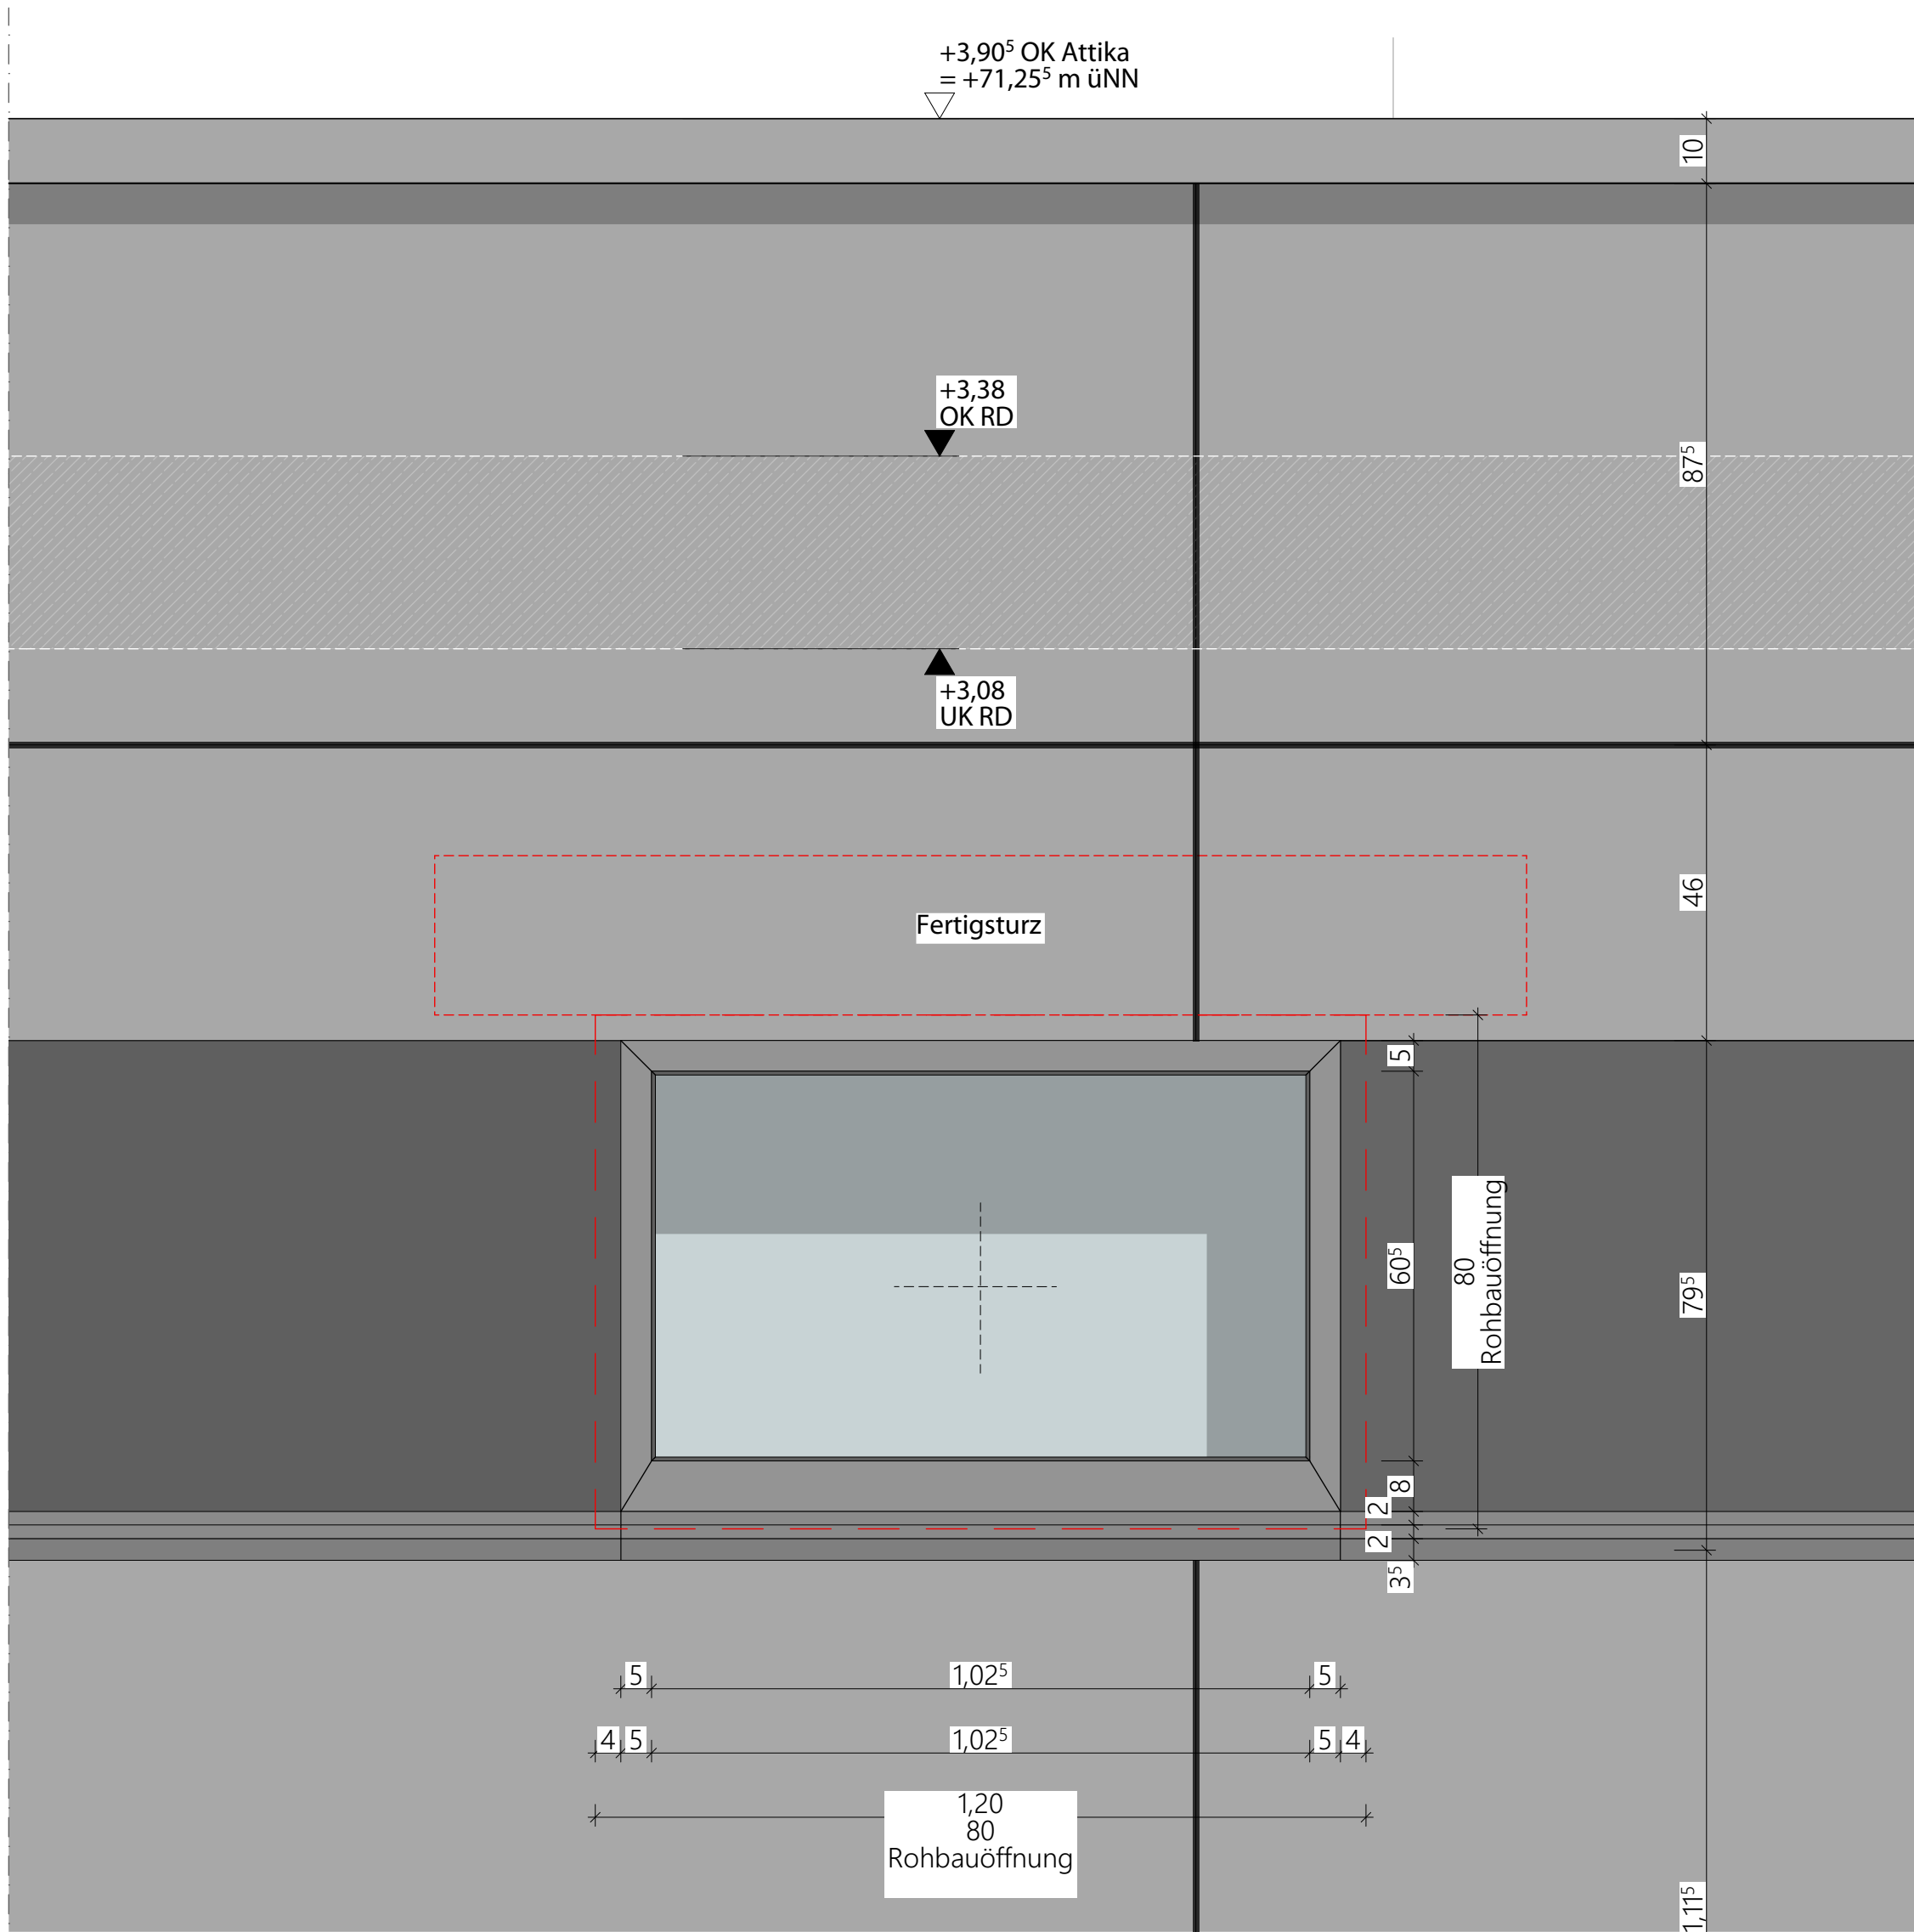 +3,90⁵ OK Attika
= +71,25⁵ m üNN
10
+3,38
OK RD
87⁵
+3,08
UK RD
46
Fertigsturz
5
60⁵
80
Rohbauöffnung
79⁵
8
2
2
3⁵
5 1,02⁵ 5
4 5 1,02⁵ 5 4
1,20
80
Rohbauöffnung
1,11⁵